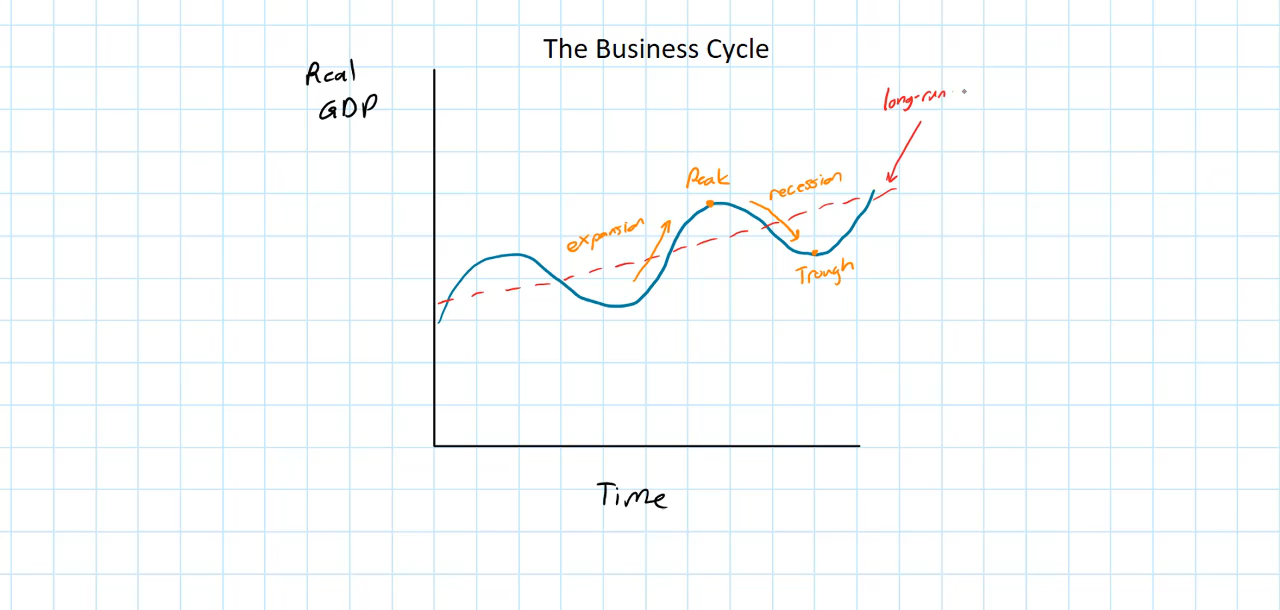 The Business Cycle
Real
GDP
long-run
Peak
recession
expansion
Trough
Time